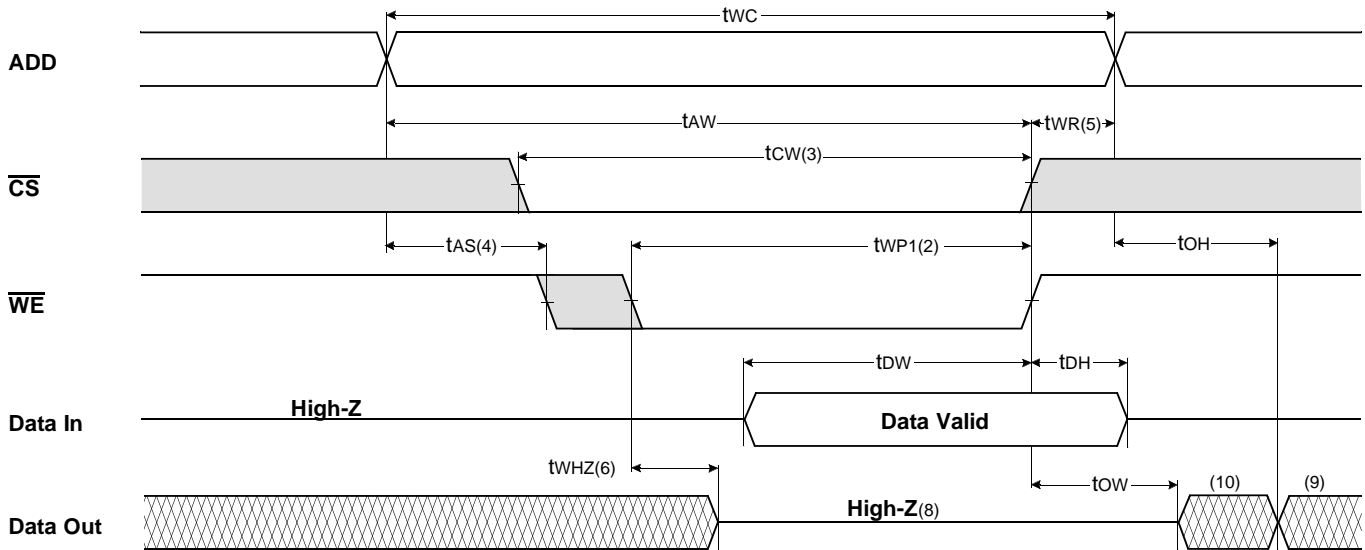 tWC
ADD
tAW
tWR(5)
tCW(3)
CS
tAS(4)
tWP1(2)
tOH
WE
tDW
tDH
High-Z
Data In
Data Valid
tWHZ(6)
tOW
(10)
(9)
High-Z(8)
Data Out